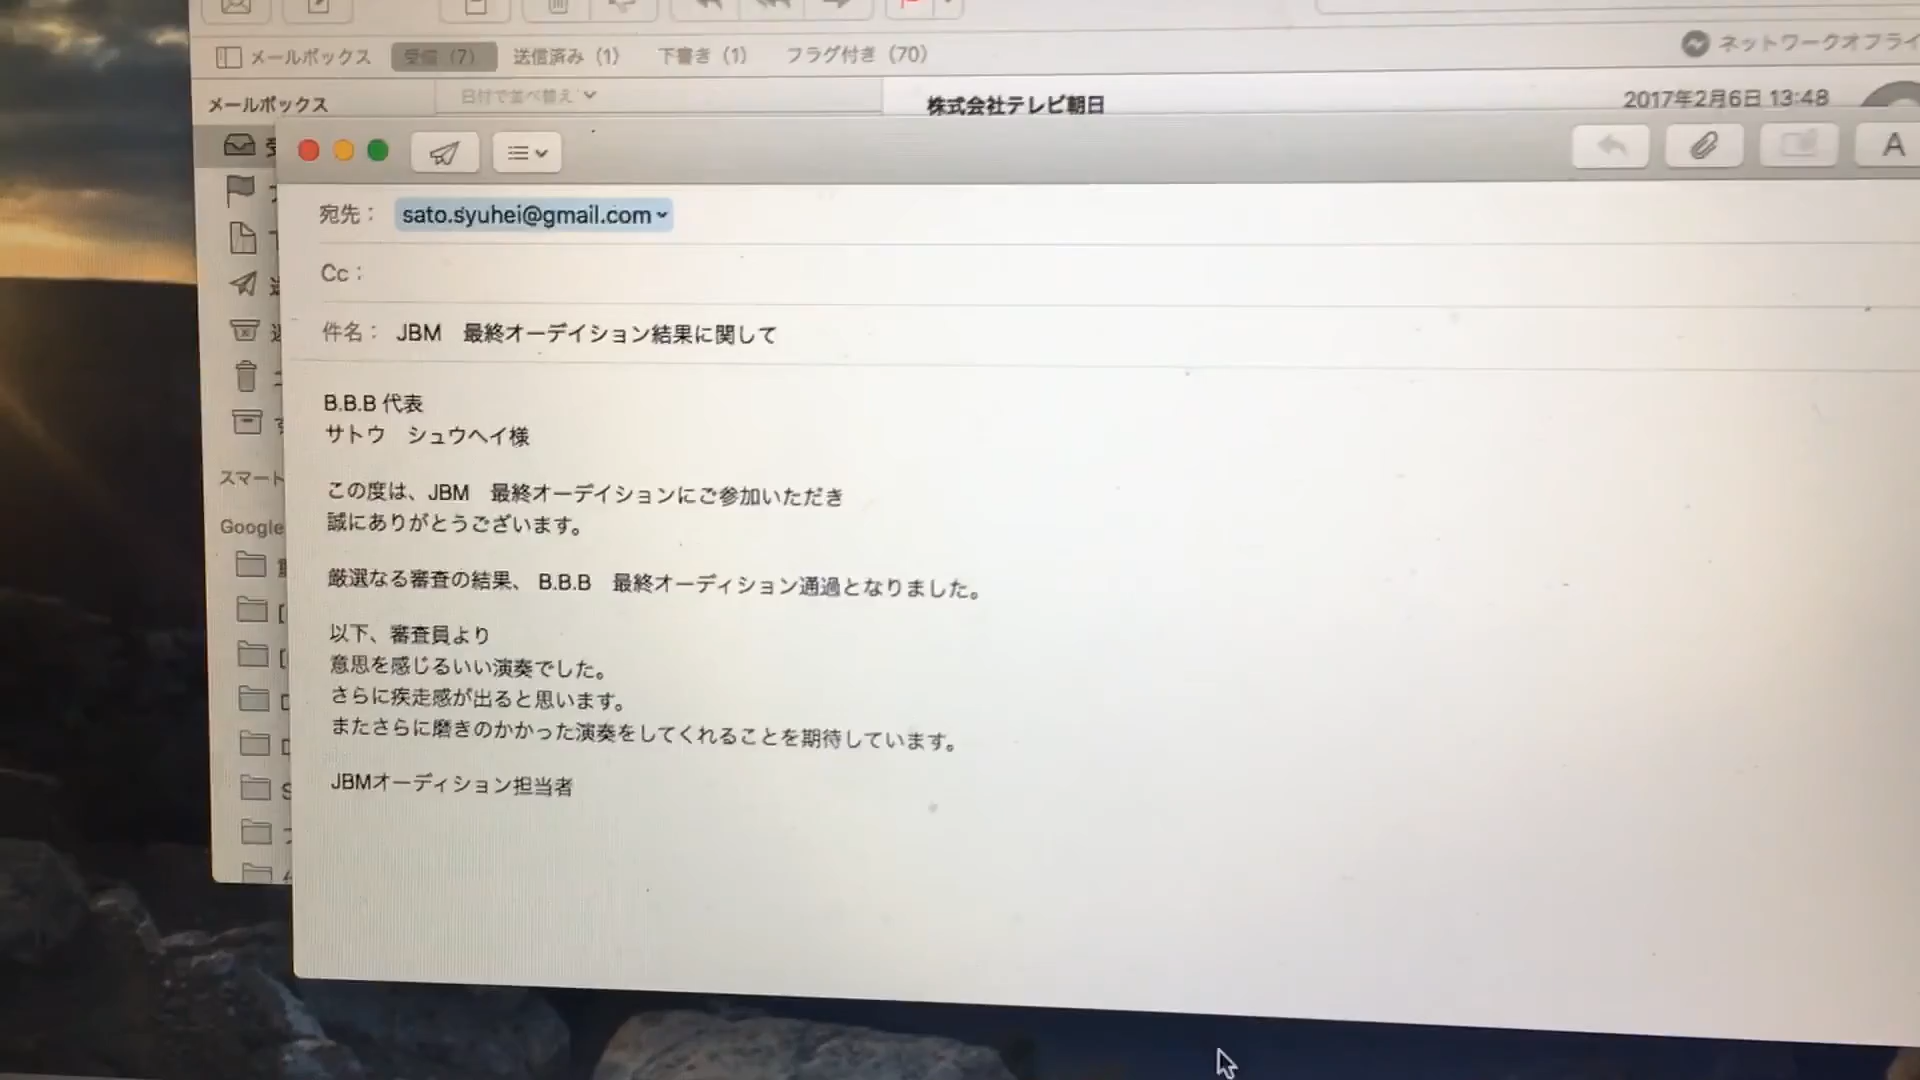 メールボックス 受信 (7) 送信済み (1) 下書き (1) フラグ付き (70) ネットワークオフライ
メールボックス 日付で並べ替え 株式会社テレビ朝日 2017年2月6日 13:48
宛先: sato.syuhei@gmail.com
Cc:
件名: JBM 最終オーデイション結果に関して
B.B.B 代表
サトウ シュウヘイ様
スマート
この度は、JBM 最終オーデイションにご参加いただき
誠にありがとうございます。
Google
厳選なる審査の結果、 B.B.B 最終オーディション通過となりました。
以下、審査員より
意思を感じるいい演奏でした。
さらに疾走感が出ると思います。
またさらに磨きのかかった演奏をしてくれることを期待しています。
JBMオーディション担当者